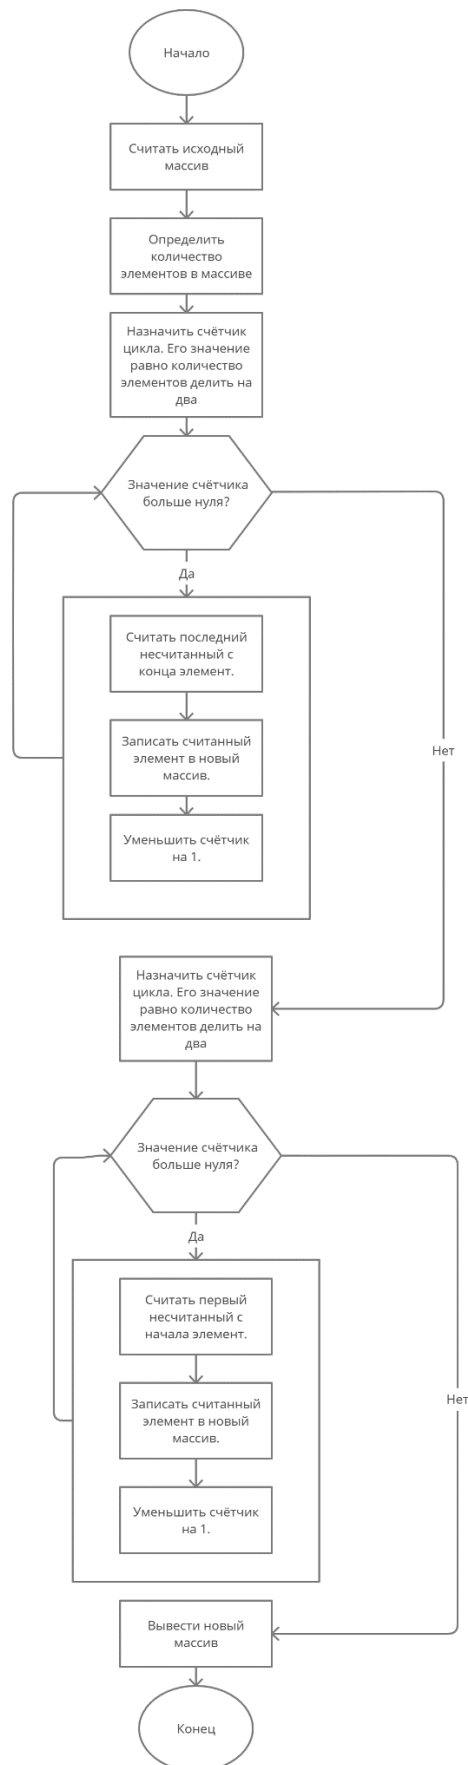 Начало
Считать исходный
массив
Определить
количество
элементов в массиве
Назначить счётчик
цикла. Его значение
равно количество
элементов делить на
два
Значение счётчика
больше нуля?
Да
Считать последний
несчитанный с
конца элемент.
Записать считанный
элемент в новый
массив.
Нет
Уменьшить счётчик
на 1.
Назначить счётчик
цикла. Его значение
равно количество
элементов делить на
два
Значение счётчика
больше нуля?
Да
Считать первый
несчитанный с
начала элемент.
Записать считанный
элемент в новый
массив.
Нет
Уменьшить счётчик
на 1.
Вывести новый
массив
Конец